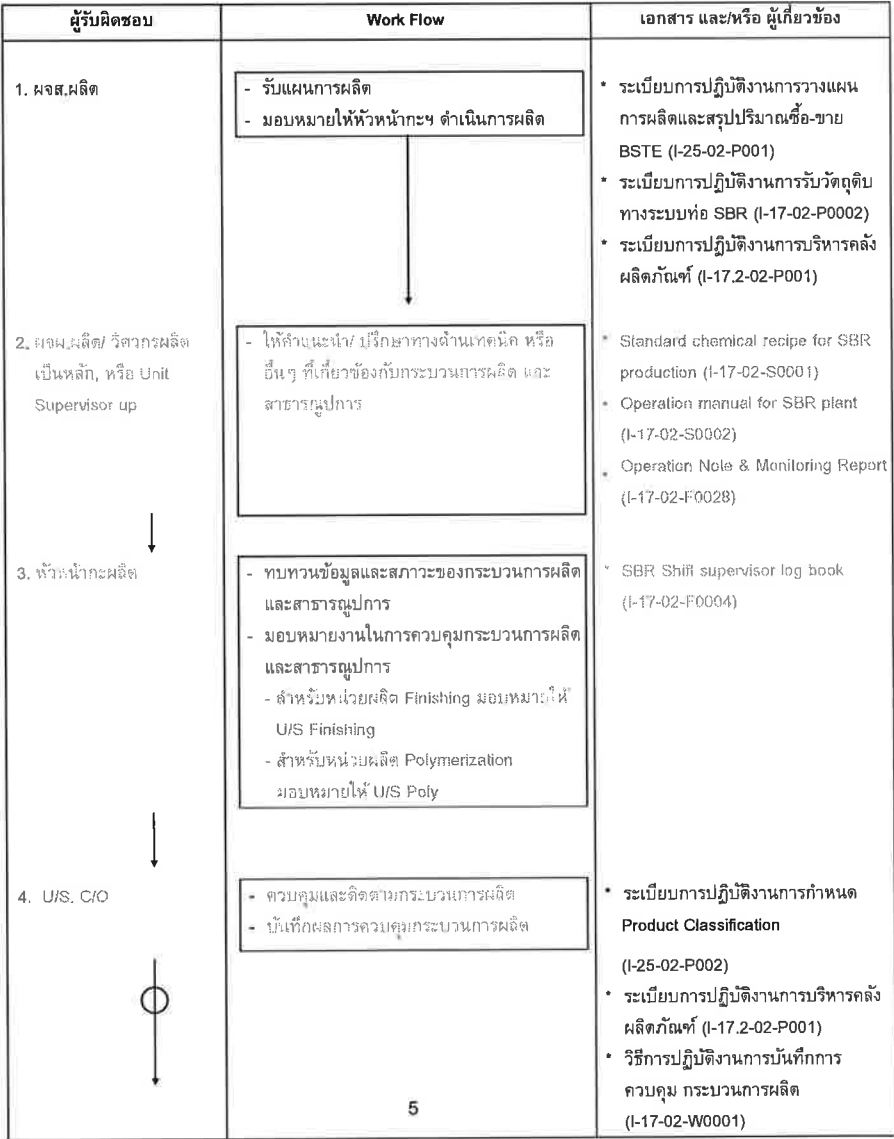 ผู้รับผิดชอบ
Work Flow
เอกสาร และ/หรือ ผู้เกี่ยวข้อง
1. ผจส.ผลิต
- รับแผนการผลิต
- มอบหมายให้หัวหน้ากะฯ ดำเนินการผลิต
* ระเบียบการปฏิบัติงานการวางแผน
การผลิตและสรุปปริมาณซื้อ-ขาย
BSTE (I-25-02-P001)
* ระเบียบการปฏิบัติงานการรับวัตถุดิบ
ทางระบบท่อ SBR (I-17-02-P0002)
* ระเบียบการปฏิบัติงานการบริหารคลัง
ผลิตภัณฑ์ (I-17.2-02-P001)
2. ผจผ.ผลิต/ วิศวกรผลิต
เป็นหลัก, หรือ Unit
Supervisor up
- ให้คำแนะนำ/ ปรึกษาทางด้านเทคนิค หรือ
อื่นๆ ที่เกี่ยวข้องกับกระบวนการผลิต และ
สาธารณูปการ
* Standard chemical recipe for SBR
production (I-17-02-S0001)
* Operation manual for SBR plant
(I-17-02-S0002)
* Operation Note & Monitoring Report
(I-17-02-F0028)
3. หัวหน้ากะผลิต
- ทบทวนข้อมูลและสภาวะของกระบวนการผลิต
และสาธารณูปการ
- มอบหมายงานในการควบคุมกระบวนการผลิต
และสาธารณูปการ
- สำหรับหน่วยผลิต Finishing มอบหมายให้
U/S Finishing
- สำหรับหน่วยผลิต Polymerization
มอบหมายให้ U/S Poly
* SBR Shift supervisor log book
(I-17-02-F0004)
4. U/S. C/O
- ควบคุมและติดตามกระบวนการผลิต
- บันทึกผลการควบคุมกระบวนการผลิต
* ระเบียบการปฏิบัติงานการกำหนด
Product Classification
(I-25-02-P002)
* ระเบียบการปฏิบัติงานการบริหารคลัง
ผลิตภัณฑ์ (I-17.2-02-P001)
* วิธีการปฏิบัติงานการบันทึกการ
ควบคุม กระบวนการผลิต
(I-17-02-W0001)
5